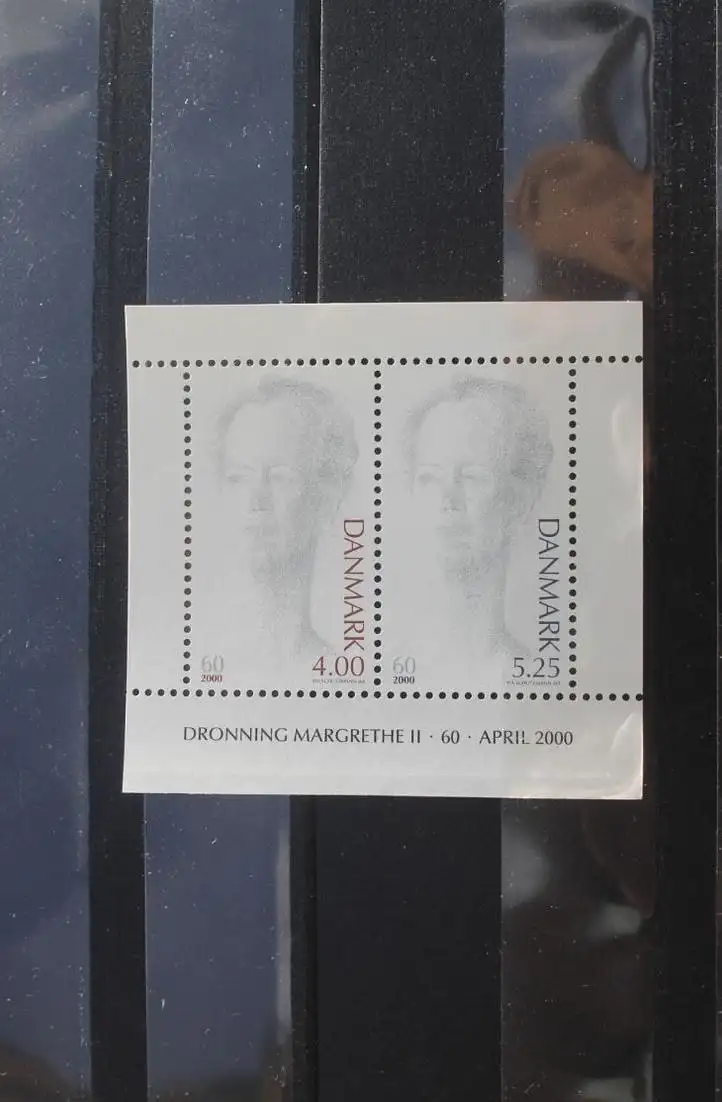 DANMARK
60
2000
4.00
DANMARK
60
2000
5.25
DRONNING MARGRETHE II · 60 · APRIL 2000